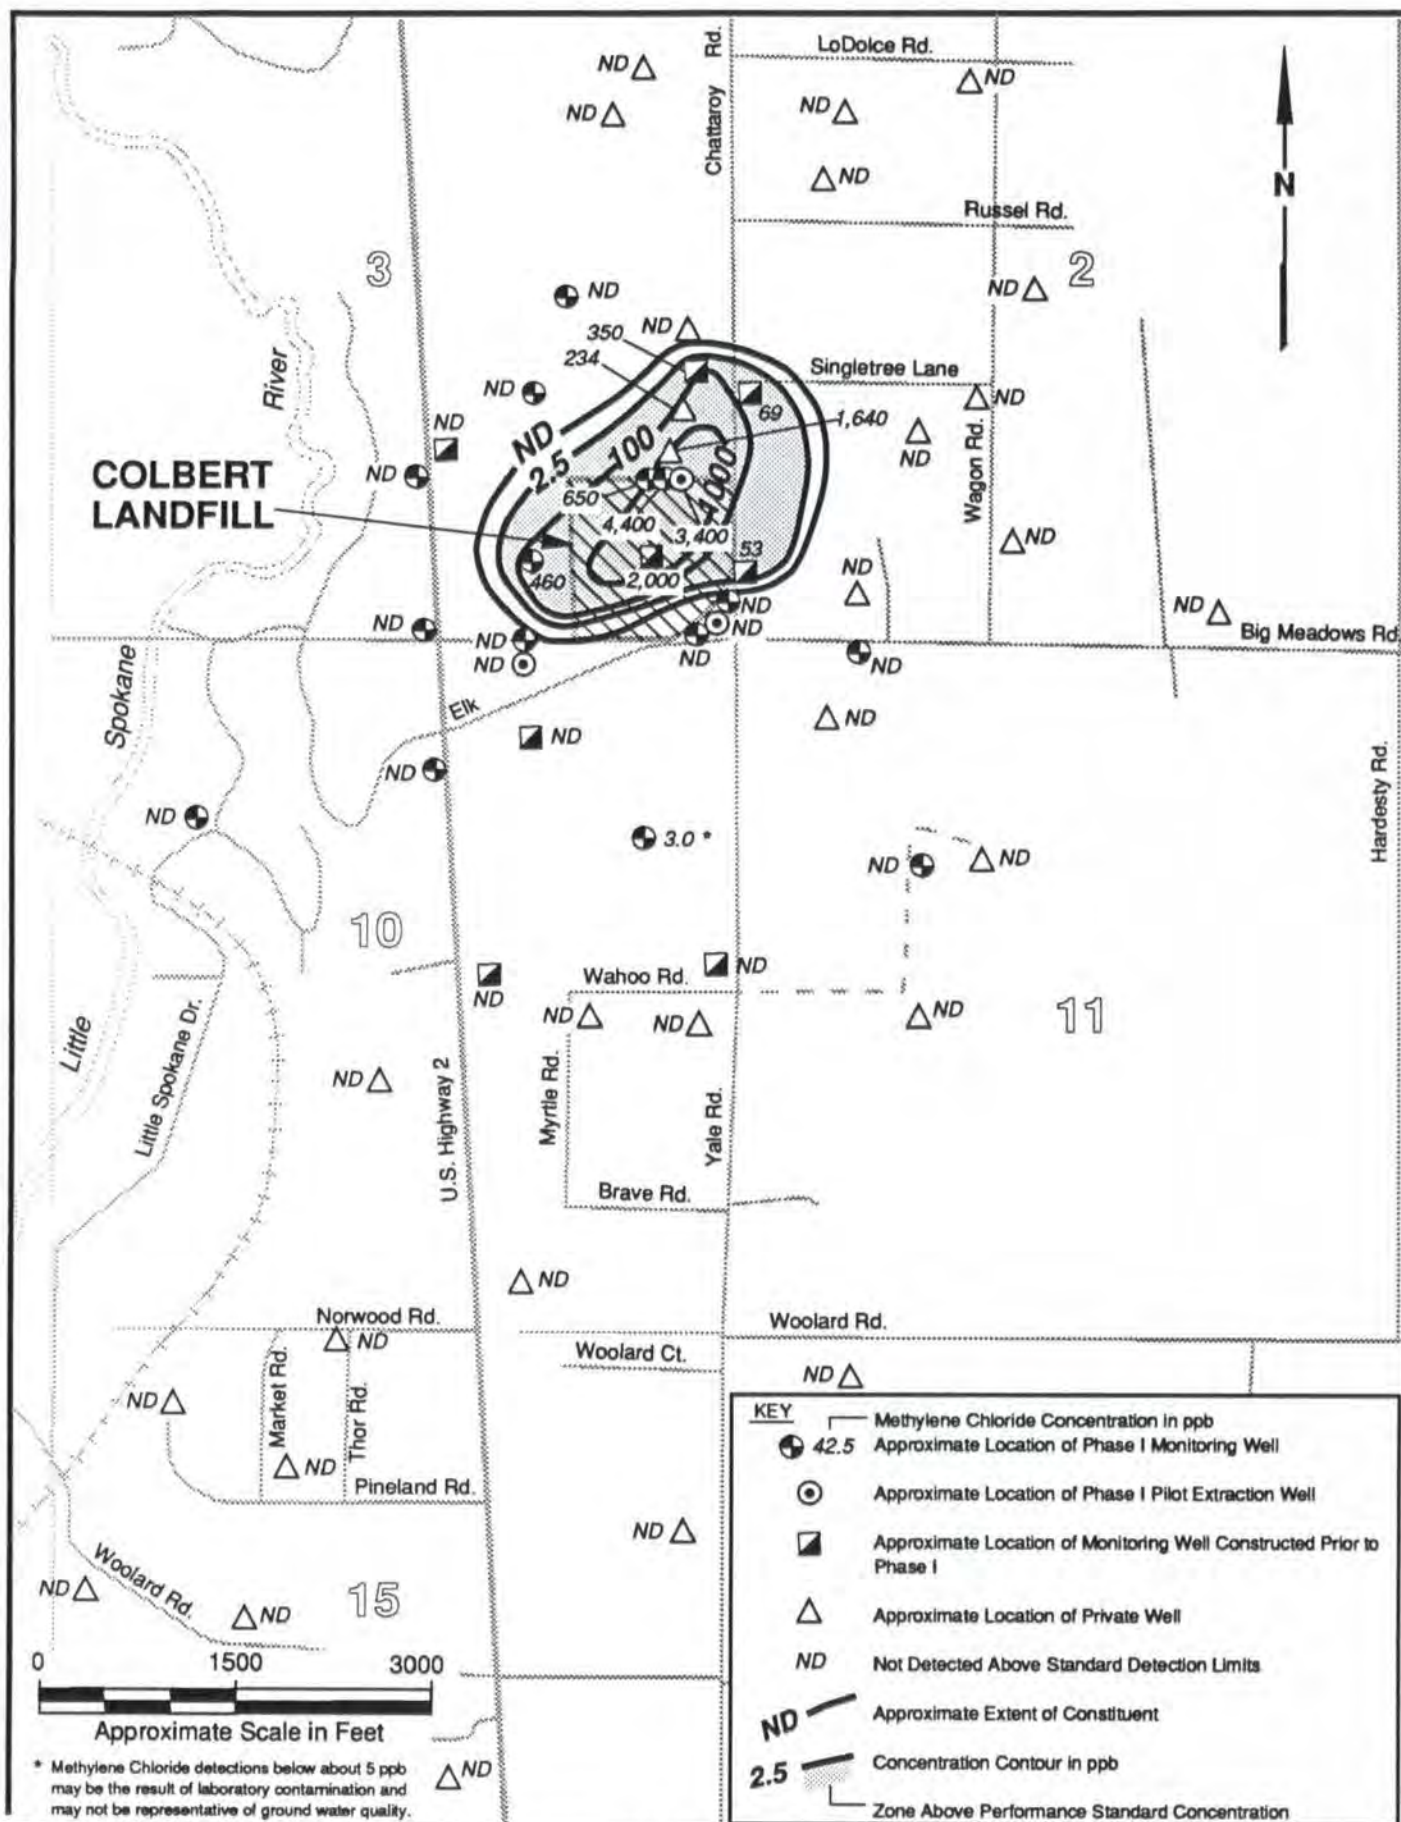 LoDolce Rd.
Chattaroy Rd.
ND
ND
ND
ND
ND
N
Russel Rd.
3
2
ND
ND
ND
350
234
Singletree Lane
River
ND
ND
69
1,640
ND
ND
ND
ND
2.5
100
1000
COLBERT
LANDFILL
650
4,400
3,400
53
460
2,000
Wagon Rd.
ND
ND
ND
ND
ND
ND
ND
ND
ND
ND
Big Meadows Rd.
ND
Spokane
Elk
ND
ND
ND
ND
Hardesty Rd.
3.0 *
ND
ND
10
Wahoo Rd.
ND
ND
11
ND
ND
ND
Little
Little Spokane Dr.
ND
U.S. Highway 2
Myrtle Rd.
Yale Rd.
Brave Rd.
ND
Norwood Rd.
Woolard Rd.
ND
Woolard Ct.
Market Rd.
Thor Rd.
ND
ND
ND
Pineland Rd.
ND
Woolard Rd.
ND
ND
15
0 1500 3000
Approximate Scale in Feet
* Methylene Chloride detections below about 5 ppb
may be the result of laboratory contamination and
may not be representative of ground water quality.
ND
KEY
Methylene Chloride Concentration in ppb
42.5 Approximate Location of Phase I Monitoring Well
Approximate Location of Phase I Pilot Extraction Well
Approximate Location of Monitoring Well Constructed Prior to
Phase I
Approximate Location of Private Well
ND Not Detected Above Standard Detection Limits
ND Approximate Extent of Constituent
2.5 Concentration Contour in ppb
Zone Above Performance Standard Concentration